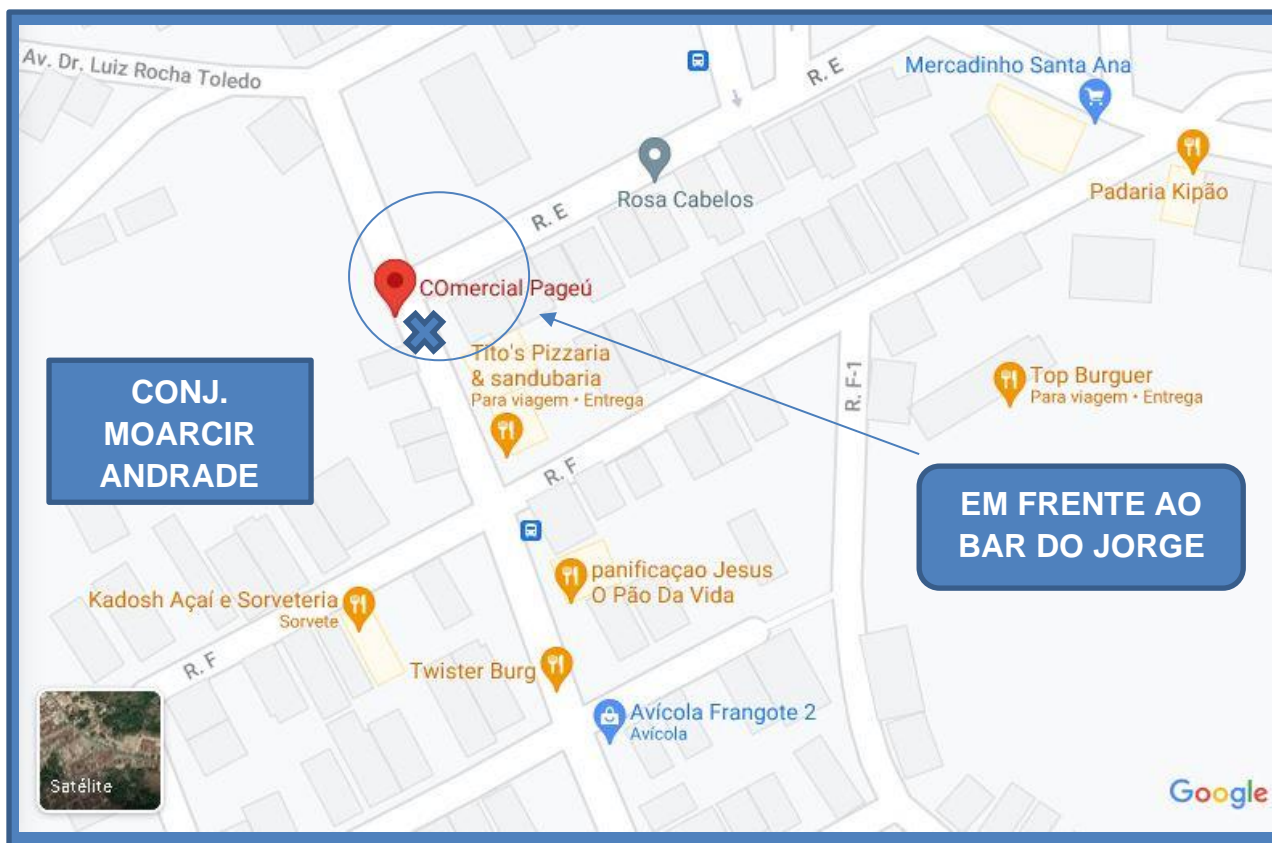 Av. Dr. Luiz Rocha Toledo
R. E
Mercadinho Santa Ana
Padaria Kipão
Rosa Cabelos
R. E
COmercial Pageú
CONJ.
MOARCIR
ANDRADE
Tito's Pizzaria
& sandubaria
Para viagem • Entrega
R. F-1
Top Burguer
Para viagem • Entrega
R. F
EM FRENTE AO
BAR DO JORGE
panificaçao Jesus
O Pão Da Vida
Kadosh Açaí e Sorveteria
Sorvete
R. F
Twister Burg
Avícola Frangote 2
Avícola
Satélite
Google